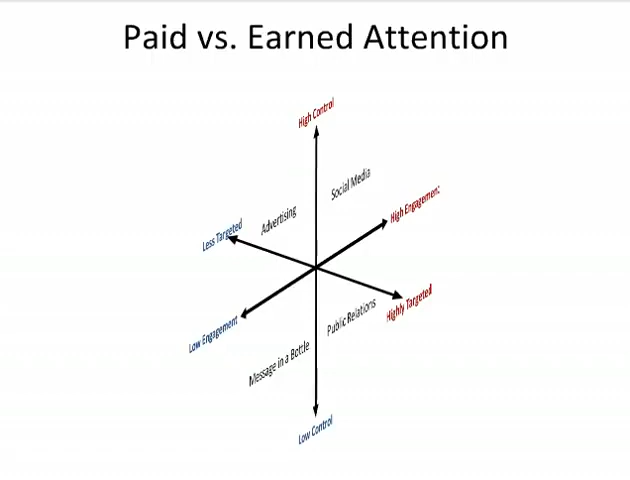 Paid vs. Earned Attention
High Control
Social Media
High Engagement
Advertising
Less Targeted
Highly Targeted
Public Relations
Low Engagement
Message in a Bottle
Low Control